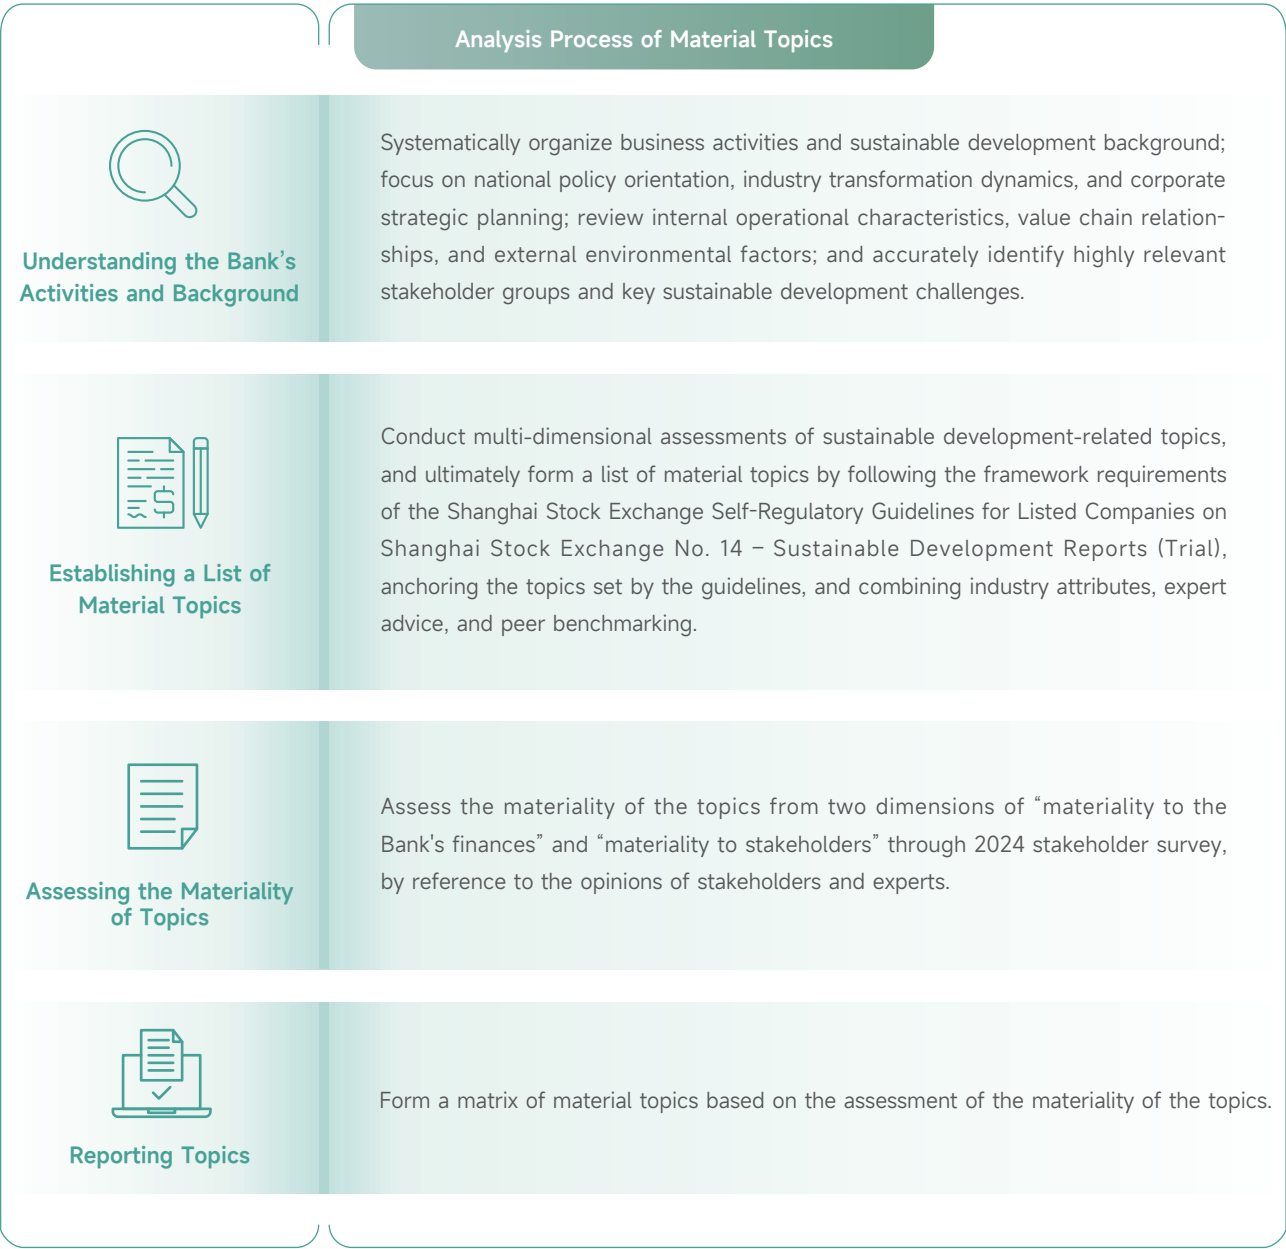 Analysis Process of Material Topics
Understanding the Bank’s
Activities and Background
Systematically organize business activities and sustainable development background;
focus on national policy orientation, industry transformation dynamics, and corporate
strategic planning; review internal operational characteristics, value chain relation-
ships, and external environmental factors; and accurately identify highly relevant
stakeholder groups and key sustainable development challenges.
Establishing a List of
Material Topics
Conduct multi-dimensional assessments of sustainable development-related topics,
and ultimately form a list of material topics by following the framework requirements
of the Shanghai Stock Exchange Self-Regulatory Guidelines for Listed Companies on
Shanghai Stock Exchange No. 14 – Sustainable Development Reports (Trial),
anchoring the topics set by the guidelines, and combining industry attributes, expert
advice, and peer benchmarking.
Assessing the Materiality
of Topics
Assess the materiality of the topics from two dimensions of “materiality to the
Bank's finances” and “materiality to stakeholders” through 2024 stakeholder survey,
by reference to the opinions of stakeholders and experts.
Reporting Topics
Form a matrix of material topics based on the assessment of the materiality of the topics.